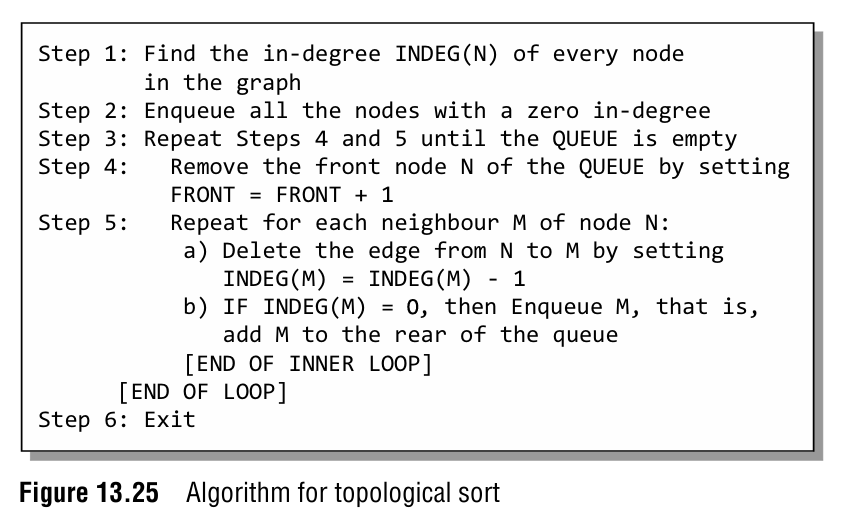 Step 1: Find the in-degree INDEG(N) of every node
in the graph
Step 2: Enqueue all the nodes with a zero in-degree
Step 3: Repeat Steps 4 and 5 until the QUEUE is empty
Step 4: Remove the front node N of the QUEUE by setting
FRONT = FRONT + 1
Step 5: Repeat for each neighbour M of node N:
a) Delete the edge from N to M by setting
INDEG(M) = INDEG(M) - 1
b) IF INDEG(M) = 0, then Enqueue M, that is,
add M to the rear of the queue
[END OF INNER LOOP]
[END OF LOOP]
Step 6: Exit
Figure 13.25 Algorithm for topological sort